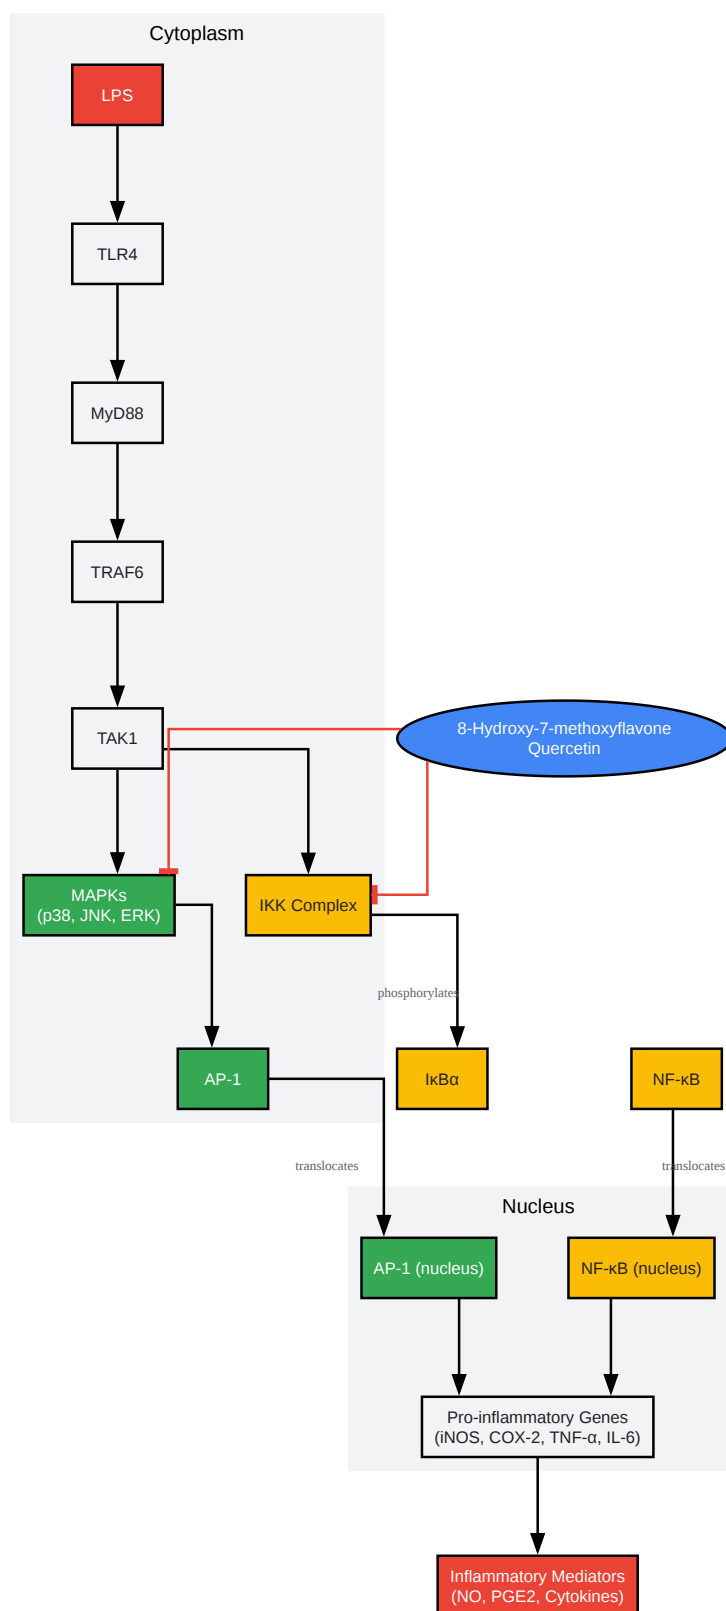 Cytoplasm
LPS
TLR4
MyD88
TRAF6
TAK1
8-Hydroxy-7-methoxyflavone
Quercetin
MAPKs
(p38, JNK, ERK)
IKK Complex
phosphorylates
AP-1
IκBα
NF-κB
translocates
translocates
Nucleus
AP-1 (nucleus)
NF-κB (nucleus)
Pro-inflammatory Genes
(iNOS, COX-2, TNF-α, IL-6)
Inflammatory Mediators
(NO, PGE2, Cytokines)